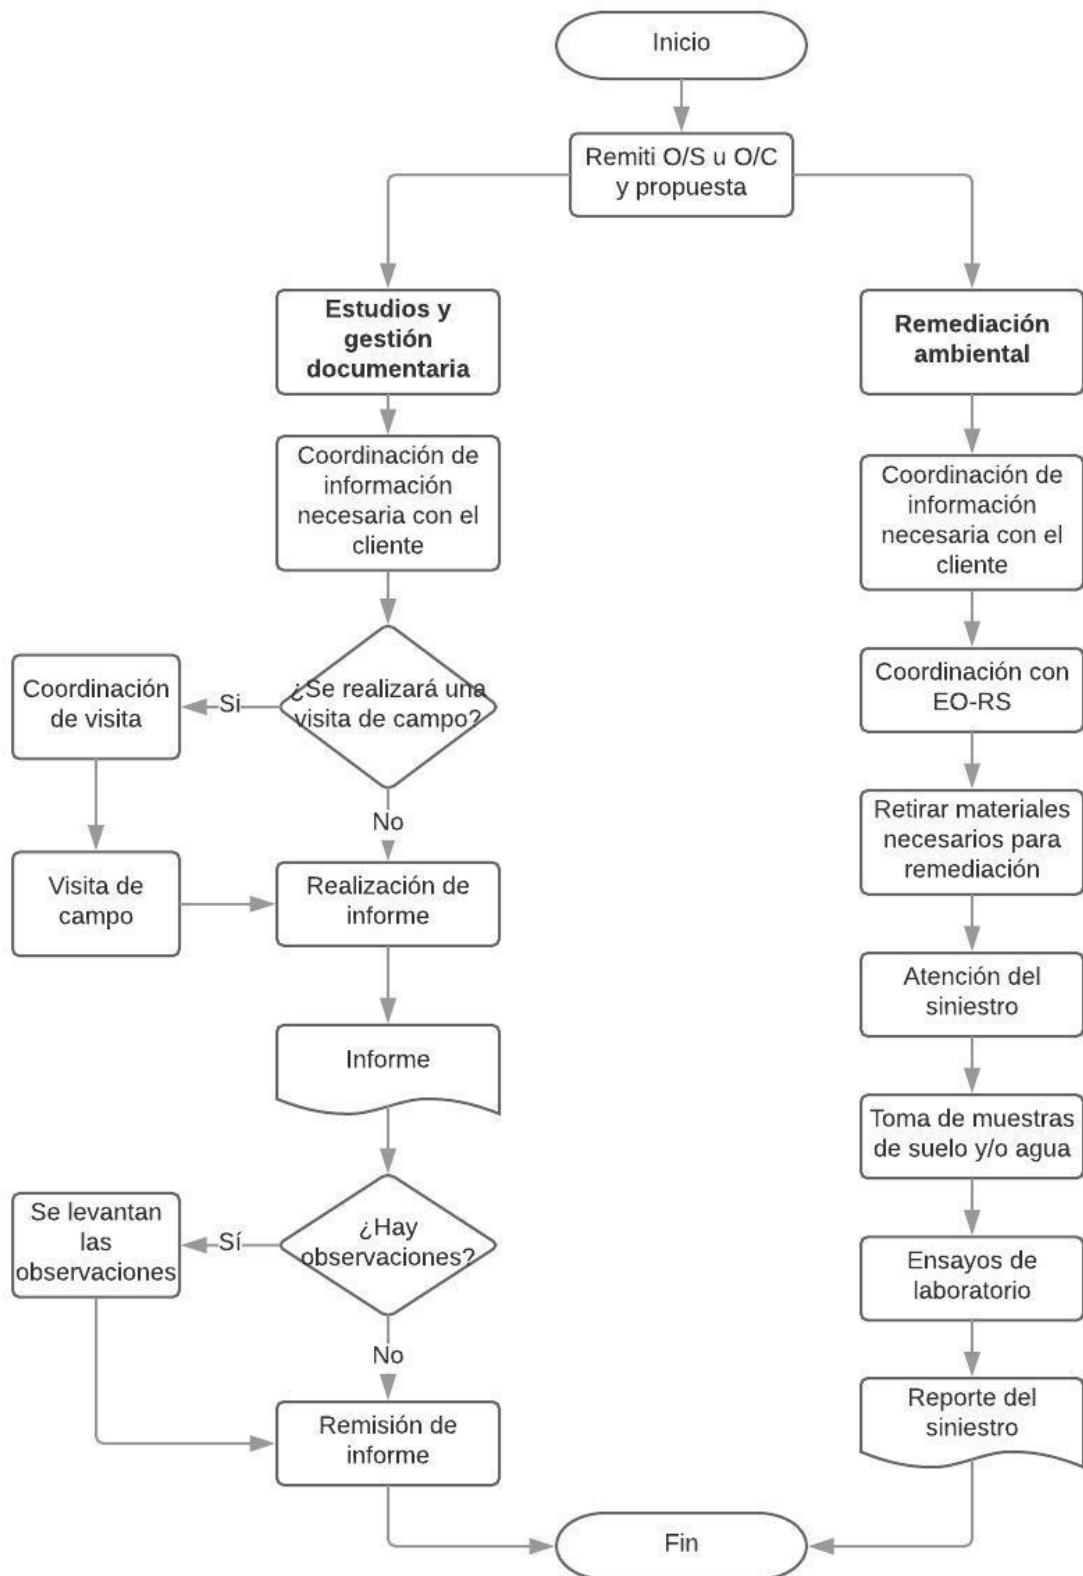 Inicio
Remiti O/S u O/C
y propuesta
Estudios y
gestión
documentaria
Coordinación de
información
necesaria con el
cliente
¿Se realizará una
visita de campo?
Si
Coordinación
de visita
Visita de
campo
No
Realización de
informe
Informe
¿Hay
observaciones?
Sí
Se levantan
las
observaciones
No
Remisión de
informe
Remediación
ambiental
Coordinación de
información
necesaria con el
cliente
Coordinación con
EO-RS
Retirar materiales
necesarios para
remediación
Atención del
siniestro
Toma de muestras
de suelo y/o agua
Ensayos de
laboratorio
Reporte del
siniestro
Fin